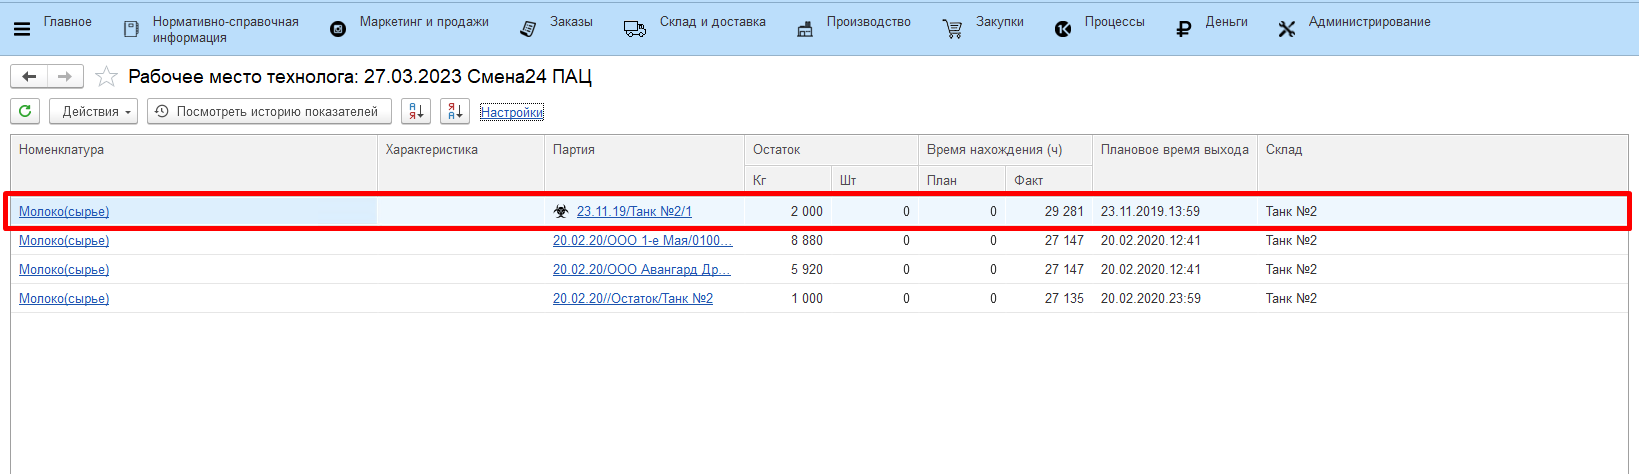 Главное
Нормативно-справочная
информация
Маркетинг и продажи
Заказы
Склад и доставка
Производство
Закупки
Процессы
Деньги
Администрирование
Рабочее место технолога: 27.03.2023 Смена24 ПАЦ
Действия
Посмотреть историю показателей
Настройки
Номенклатура Характеристика Партия Остаток Время нахождения (ч) Плановое время выхода Склад
Кг Шт План Факт
Молоко(сырье) 23.11.19/Танк №2/1 2 000 0 0 29 281 23.11.2019.13:59 Танк №2
Молоко(сырье) 20.02.20/ООО 1-е Мая/0100... 8 880 0 0 27 147 20.02.2020.12:41 Танк №2
Молоко(сырье) 20.02.20/ООО Авангард Др... 5 920 0 0 27 147 20.02.2020.12:41 Танк №2
Молоко(сырье) 20.02.20//Остаток/Танк №2 1 000 0 0 27 135 20.02.2020.23:59 Танк №2